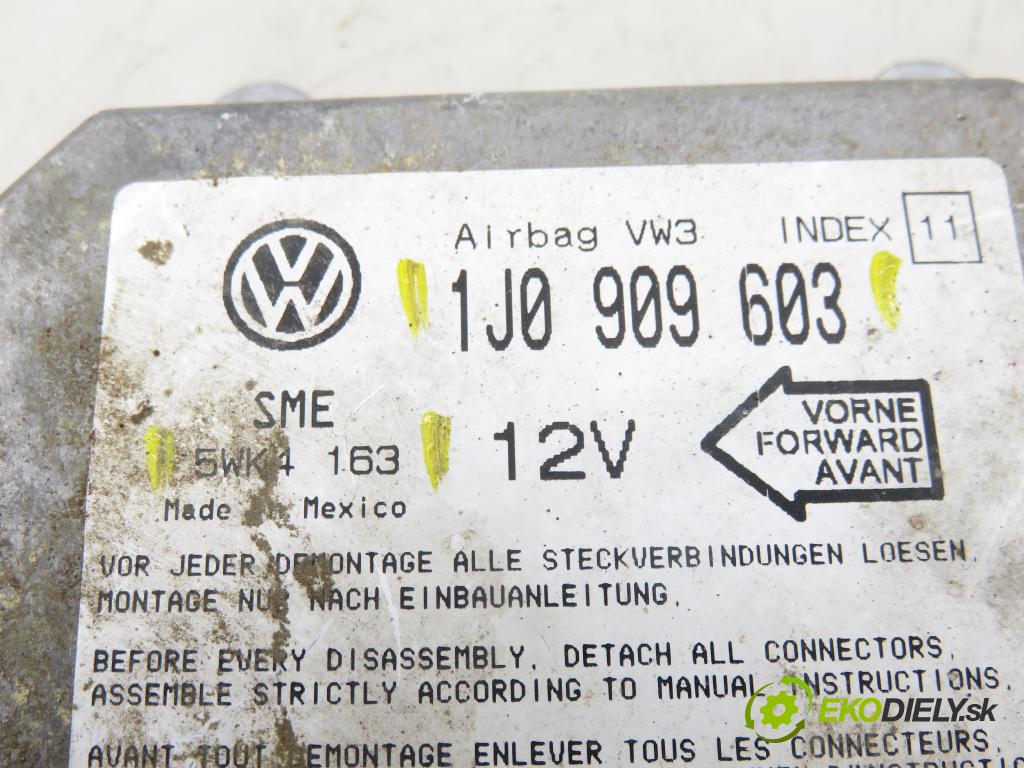 Airbag VW3 INDEX 11
1J0 909 603
SME
5WK4 163
12V
VORNE
FORWARD
AVANT
Made in Mexico
VOR JEDER DEMONTAGE ALLE STECKVERBINDUNGEN LOESEN.
MONTAGE NUR NACH EINBAUANLEITUNG.
BEFORE EVERY DISASSEMBLY, DETACH ALL CONNECTORS.
ASSEMBLE STRICTLY ACCORDING TO MANUAL INSTRUCTIONS.
EKODIELY.sk
AVANT TOUT DEMONTAGE ENLEVER TOUS LES CONNECTEURS.